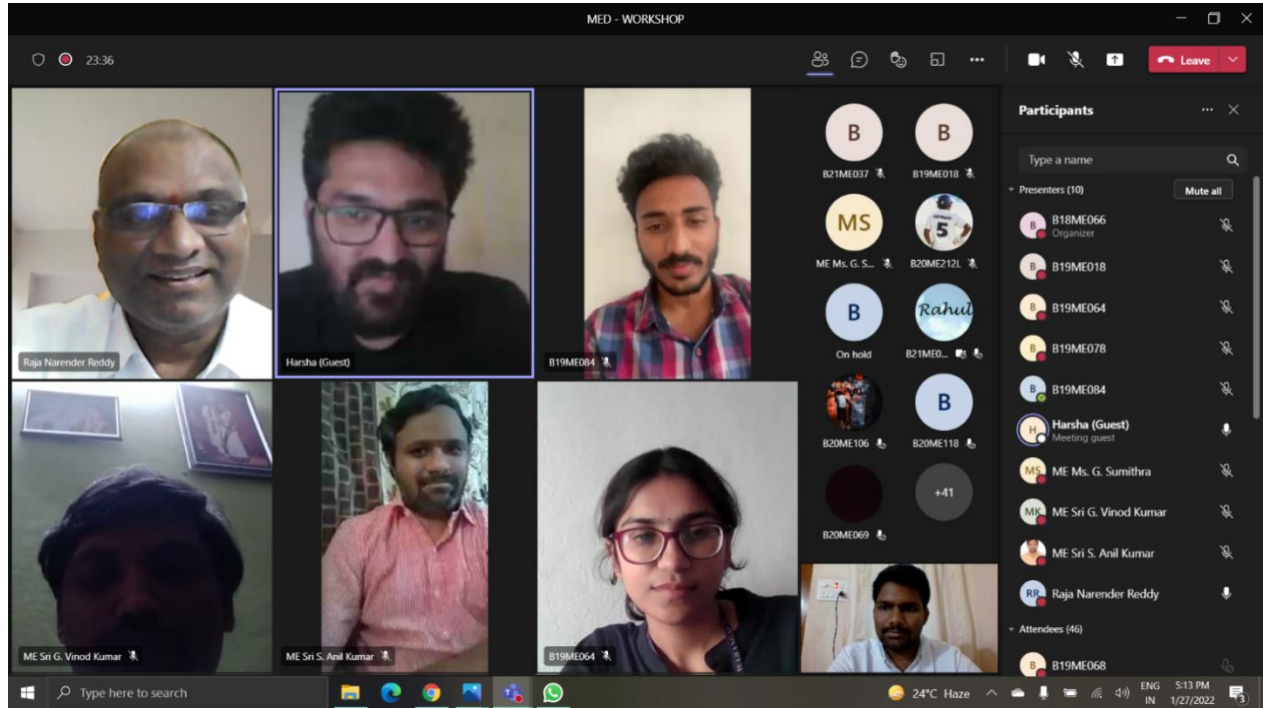 MED - WORKSHOP
23:36
Leave
Raja Narender Reddy
Harsha (Guest)
B19ME084
ME Sri G. Vinod Kumar
ME Sri S. Anil Kumar
B19ME064
B
B
B21ME037
B19ME018
MS
5
ME Ms. G. S...
B20ME212L
B
Rahul
On hold
B21ME0...
B
B20ME106
B20ME118
+41
B20ME069
Participants
Type a name
Presenters (10)
Mute all
B
B18ME066
Organizer
B
B19ME018
B
B19ME064
B
B19ME078
B
B19ME084
H
Harsha (Guest)
Meeting guest
MS
ME Ms. G. Sumithra
MK
ME Sri G. Vinod Kumar
ME Sri S. Anil Kumar
RR
Raja Narender Reddy
Attendees (46)
B
B19ME068
Type here to search
24°C Haze
ENG
IN
5:13 PM
1/27/2022
3